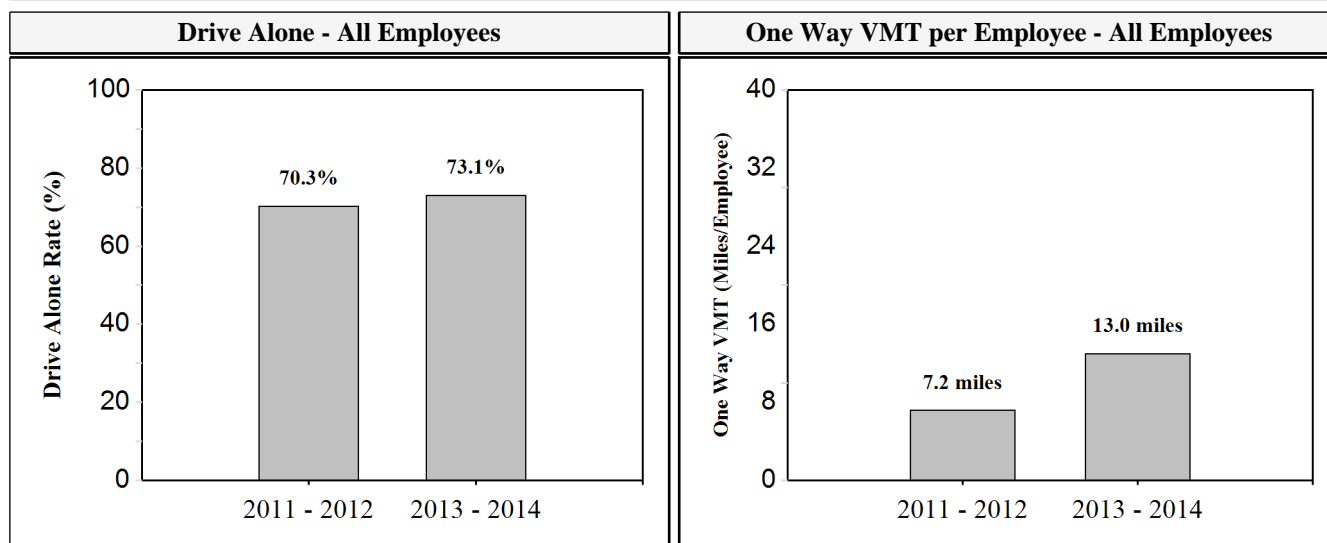 Drive Alone - All Employees
One Way VMT per Employee - All Employees
Drive Alone Rate (%)
100
80
60
40
20
0
70.3%
73.1%
2011 - 2012
2013 - 2014
One Way VMT (Miles/Employee)
40
32
24
16
8
0
7.2 miles
13.0 miles
2011 - 2012
2013 - 2014